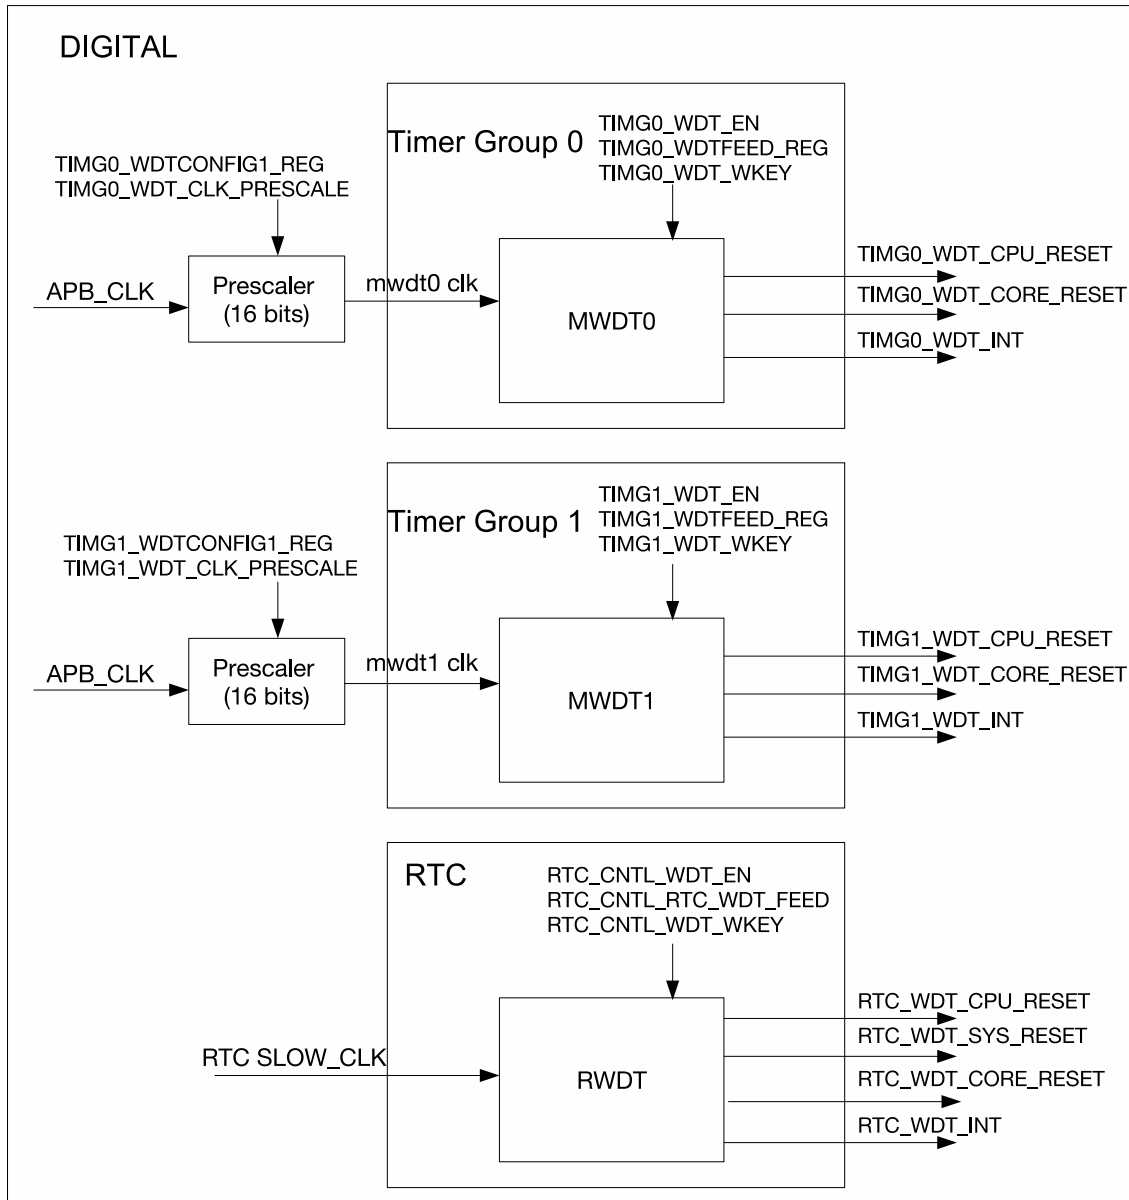 DIGITAL
Timer Group 0
TIMG0_WDT_EN
TIMG0_WDTFEED_REG
TIMG0_WDT_WKEY
TIMG0_WDTCONFIG1_REG
TIMG0_WDT_CLK_PRESCALE
APB_CLK
Prescaler
(16 bits)
mwdt0 clk
MWDT0
TIMG0_WDT_CPU_RESET
TIMG0_WDT_CORE_RESET
TIMG0_WDT_INT
Timer Group 1
TIMG1_WDT_EN
TIMG1_WDTFEED_REG
TIMG1_WDT_WKEY
TIMG1_WDTCONFIG1_REG
TIMG1_WDT_CLK_PRESCALE
APB_CLK
Prescaler
(16 bits)
mwdt1 clk
MWDT1
TIMG1_WDT_CPU_RESET
TIMG1_WDT_CORE_RESET
TIMG1_WDT_INT
RTC
RTC_CNTL_WDT_EN
RTC_CNTL_RTC_WDT_FEED
RTC_CNTL_WDT_WKEY
RTC SLOW_CLK
RWDT
RTC_WDT_CPU_RESET
RTC_WDT_SYS_RESET
RTC_WDT_CORE_RESET
RTC_WDT_INT